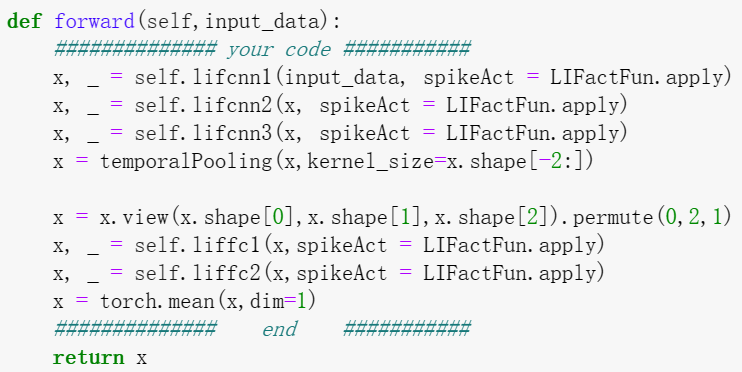 def forward(self,input_data):
    ############## your code ###########
    x, _ = self.lifcnn1(input_data, spikeAct = LIFactFun.apply)
    x, _ = self.lifcnn2(x, spikeAct = LIFactFun.apply)
    x, _ = self.lifcnn3(x, spikeAct = LIFactFun.apply)
    x = temporalPooling(x,kernel_size=x.shape[-2:])

    x = x.view(x.shape[0],x.shape[1],x.shape[2]).permute(0,2,1)
    x, _ = self.liffc1(x,spikeAct = LIFactFun.apply)
    x, _ = self.liffc2(x,spikeAct = LIFactFun.apply)
    x = torch.mean(x,dim=1)
    ##############    end    ###########
    return x